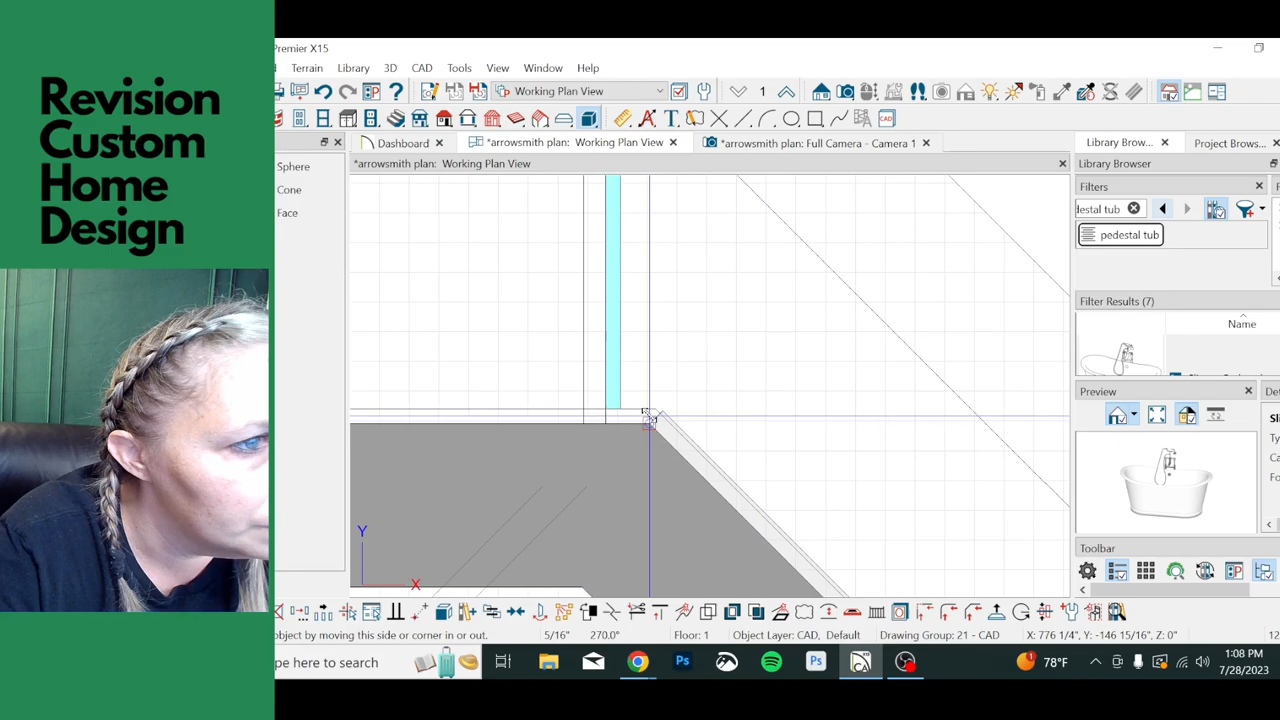 Revision
Custom
Home
Design
Premier X15
Terrain Library 3D CAD Tools View Window Help
Working Plan View 1
Dashboard *arrowsmith plan: Working Plan View *arrowsmith plan: Full Camera - Camera 1
*arrowsmith plan: Working Plan View
Sphere
Cone
Face
Library Brow... Project Brows...
Library Browser
Filters
destal tub
pedestal tub
Filter Results (7)
Name
Preview
Toolbar
Y
X
object by moving this side or corner in or out. 5/16" 270.0° Floor: 1 Object Layer: CAD, Default Drawing Group: 21 - CAD X: 776 1/4", Y: -146 15/16", Z: 0"
pe here to search
78°F
1:08 PM
7/28/2023